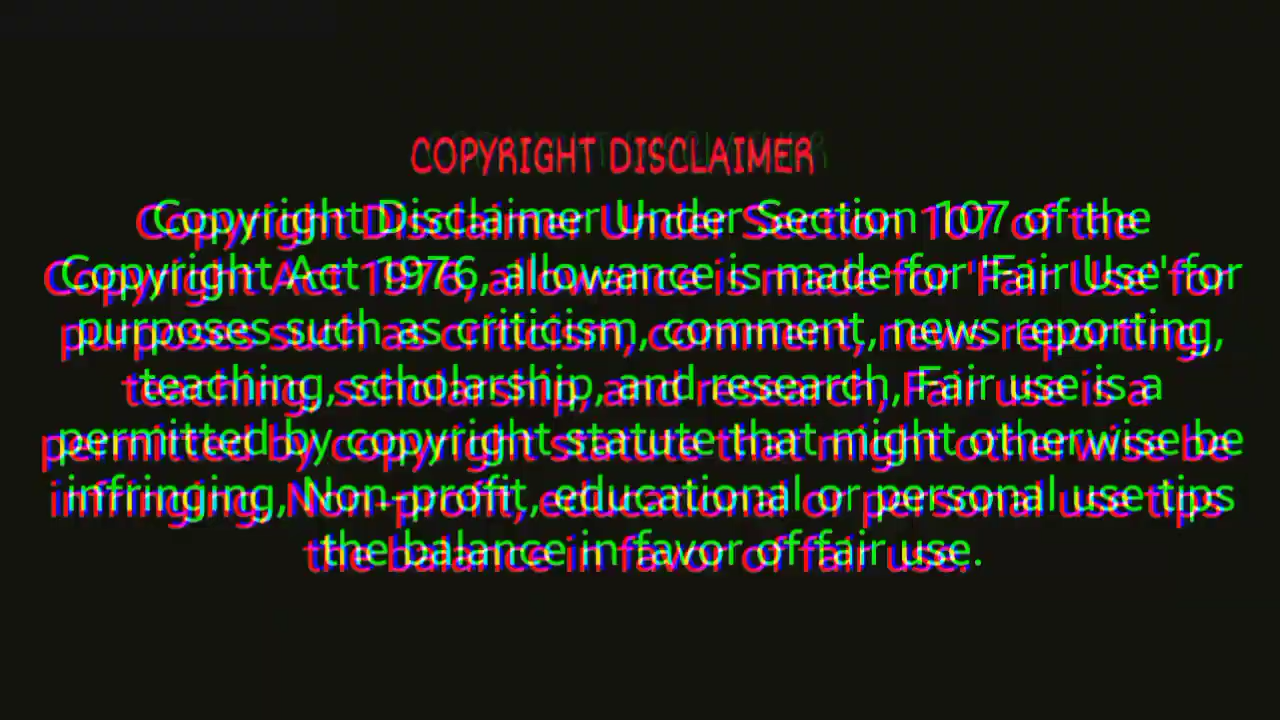 COPYRIGHT DISCLAIMER
Copyright Disclaimer Under Section 107 of the
Copyright Act 1976, allowance is made for 'Fair Use' for
purposes such as criticism, comment, news reporting,
teaching, scholarship, and research, Fair use is a
permitted by copyright statute that might otherwise be
infringing, Non-profit, educational or personal use tips
the balance in favor of fair use.